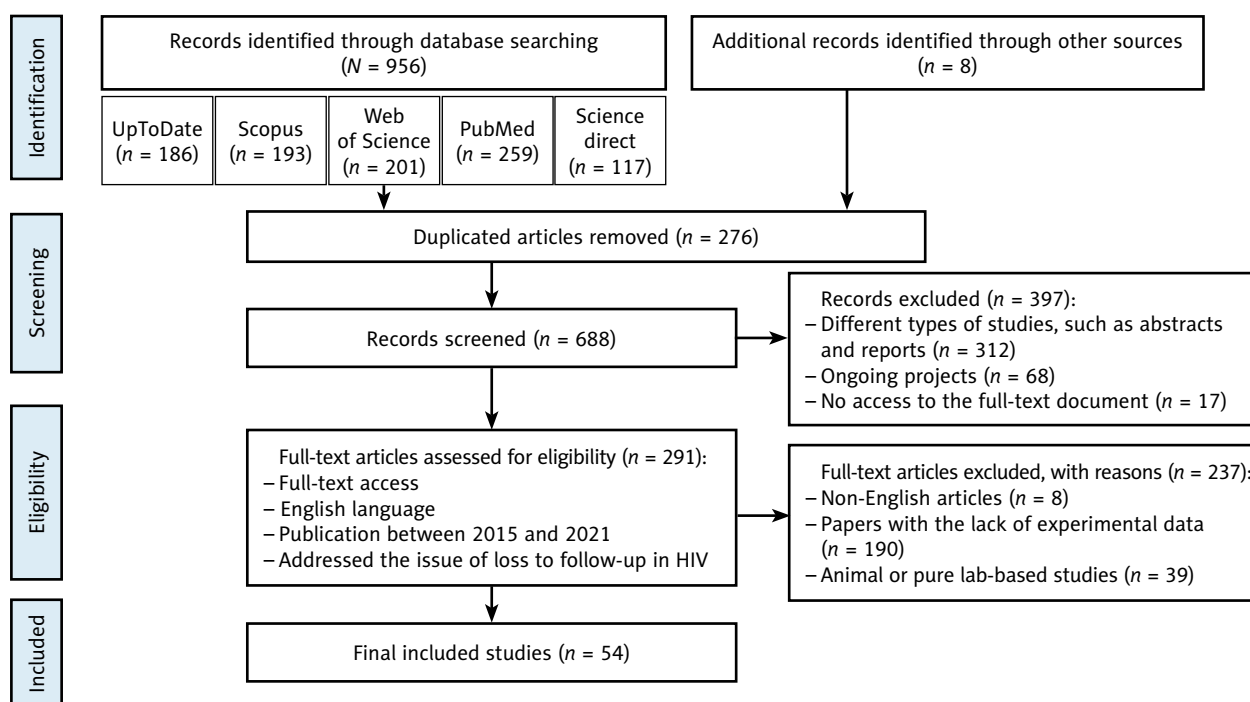 Identification
Records identified through database searching
(N = 956)
Additional records identified through other sources
(n = 8)
UpToDate
(n = 186)
Scopus
(n = 193)
Web
of Science
(n = 201)
PubMed
(n = 259)
Science
direct
(n = 117)
Screening
Duplicated articles removed (n = 276)
Records screened (n = 688)
Records excluded (n = 397):
– Different types of studies, such as abstracts
and reports (n = 312)
– Ongoing projects (n = 68)
– No access to the full-text document (n = 17)
Eligibility
Full-text articles assessed for eligibility (n = 291):
– Full-text access
– English language
– Publication between 2015 and 2021
– Addressed the issue of loss to follow-up in HIV
Full-text articles excluded, with reasons (n = 237):
– Non-English articles (n = 8)
– Papers with the lack of experimental data
(n = 190)
– Animal or pure lab-based studies (n = 39)
Included
Final included studies (n = 54)